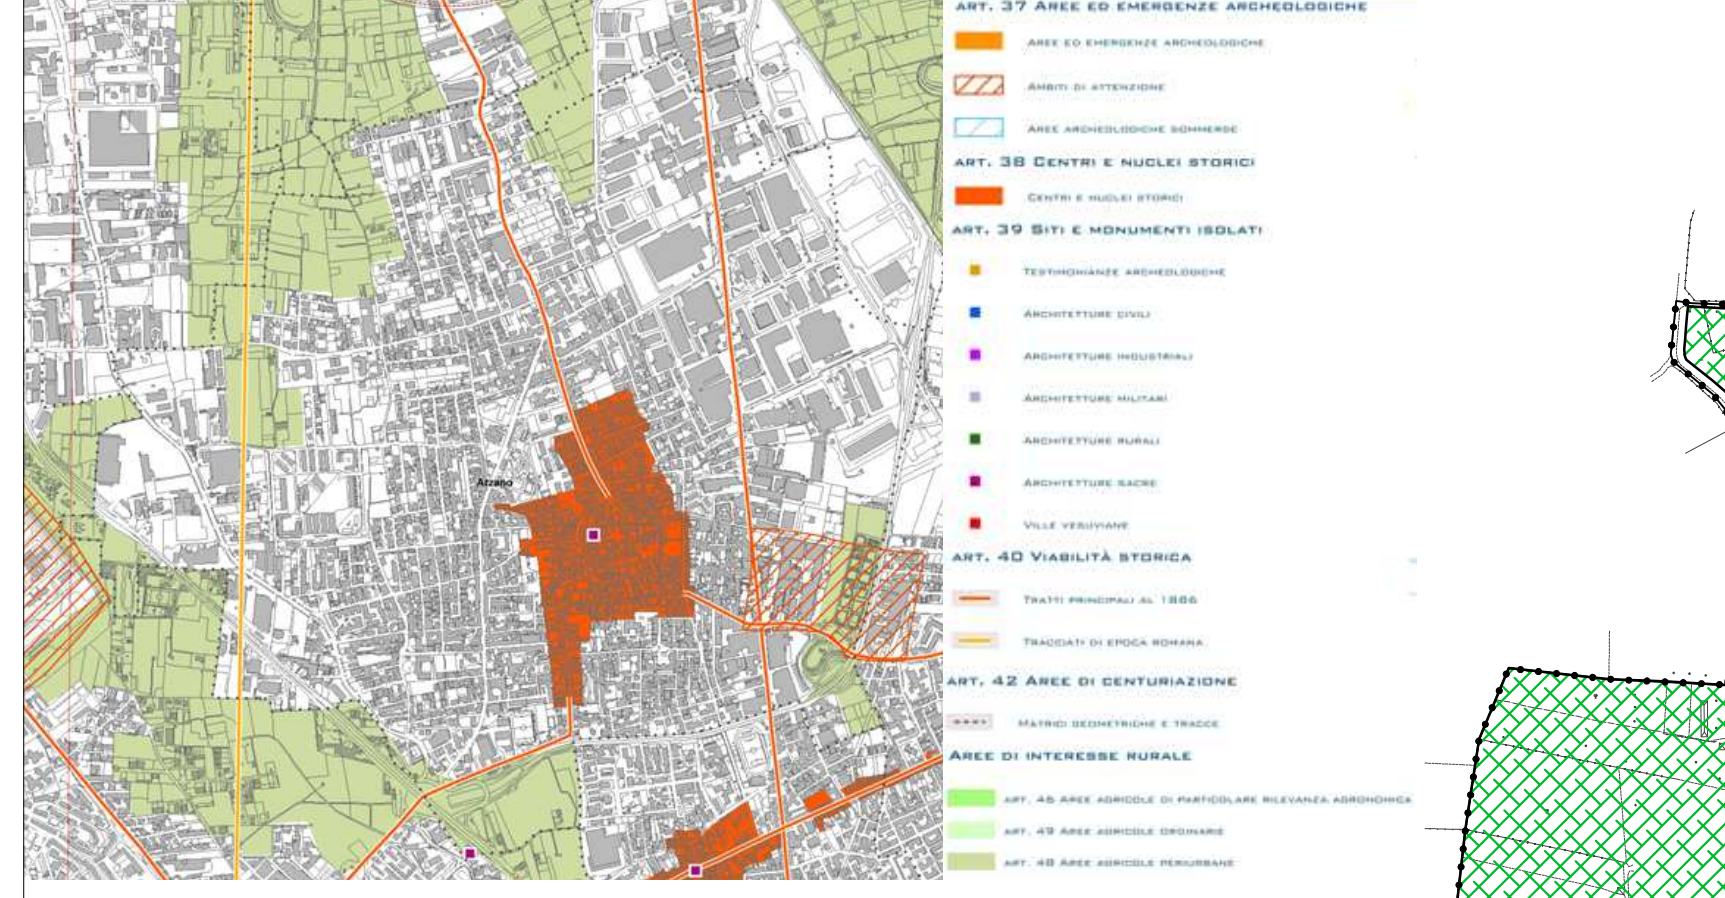 Arzano
ART. 37 AREE ED EMERGENZE ARCHEOLOGICHE
AREE ED EMERGENZE ARCHEOLOGICHE
AMBITI DI ATTENZIONE
AREE ARCHEOLOGICHE SOMMERSE
ART. 38 CENTRI E NUCLEI STORICI
CENTRI E NUCLEI STORICI
ART. 39 SITI E MONUMENTI ISOLATI
TESTIMONIANZE ARCHEOLOGICHE
ARCHITETTURE CIVILI
ARCHITETTURE INDUSTRIALI
ARCHITETTURE MILITARI
ARCHITETTURE RURALI
ARCHITETTURE SACRE
VILLE VESUVIANE
ART. 40 VIABILITÀ STORICA
TRATTI PRINCIPALI AL 1886
TRACCIATI DI EPOCA ROMANA
ART. 42 AREE DI CENTURIAZIONE
MATRICI GEOMETRICHE E TRACCE
AREE DI INTERESSE RURALE
ART. 46 AREE AGRICOLE DI PARTICOLARE RILEVANZA AGRONOMICA
ART. 49 AREE AGRICOLE ORDINARIE
ART. 48 AREE AGRICOLE PERIURBANE